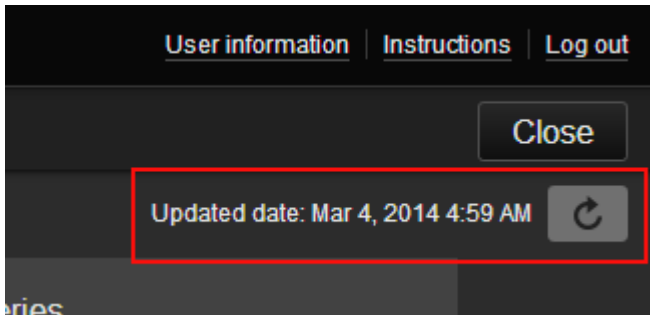 User information Instructions Log out
Close
Updated date: Mar 4, 2014 4:59 AM